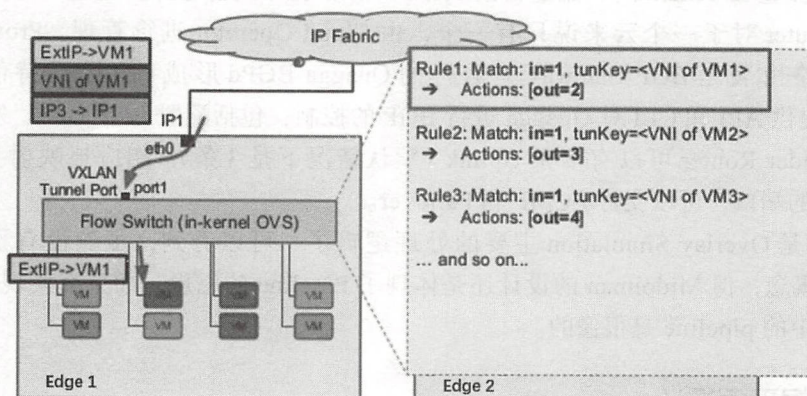 IP Fabric
ExtIP->VM1
VNI of VM1
IP3 -> IP1
IP1
eth0
VXLAN
Tunnel Port
port1
Flow Switch (in-kernel OVS)
ExtIP->VM1
VM VM VM VM
VM VM VM VM
Edge 1
Rule1: Match: in=1, tunKey=<VNI of VM1>
➔ Actions: [out=2]
Rule2: Match: in=1, tunKey=<VNI of VM2>
➔ Actions: [out=3]
Rule3: Match: in=1, tunKey=<VNI of VM3>
➔ Actions: [out=4]
... and so on...
Edge 2